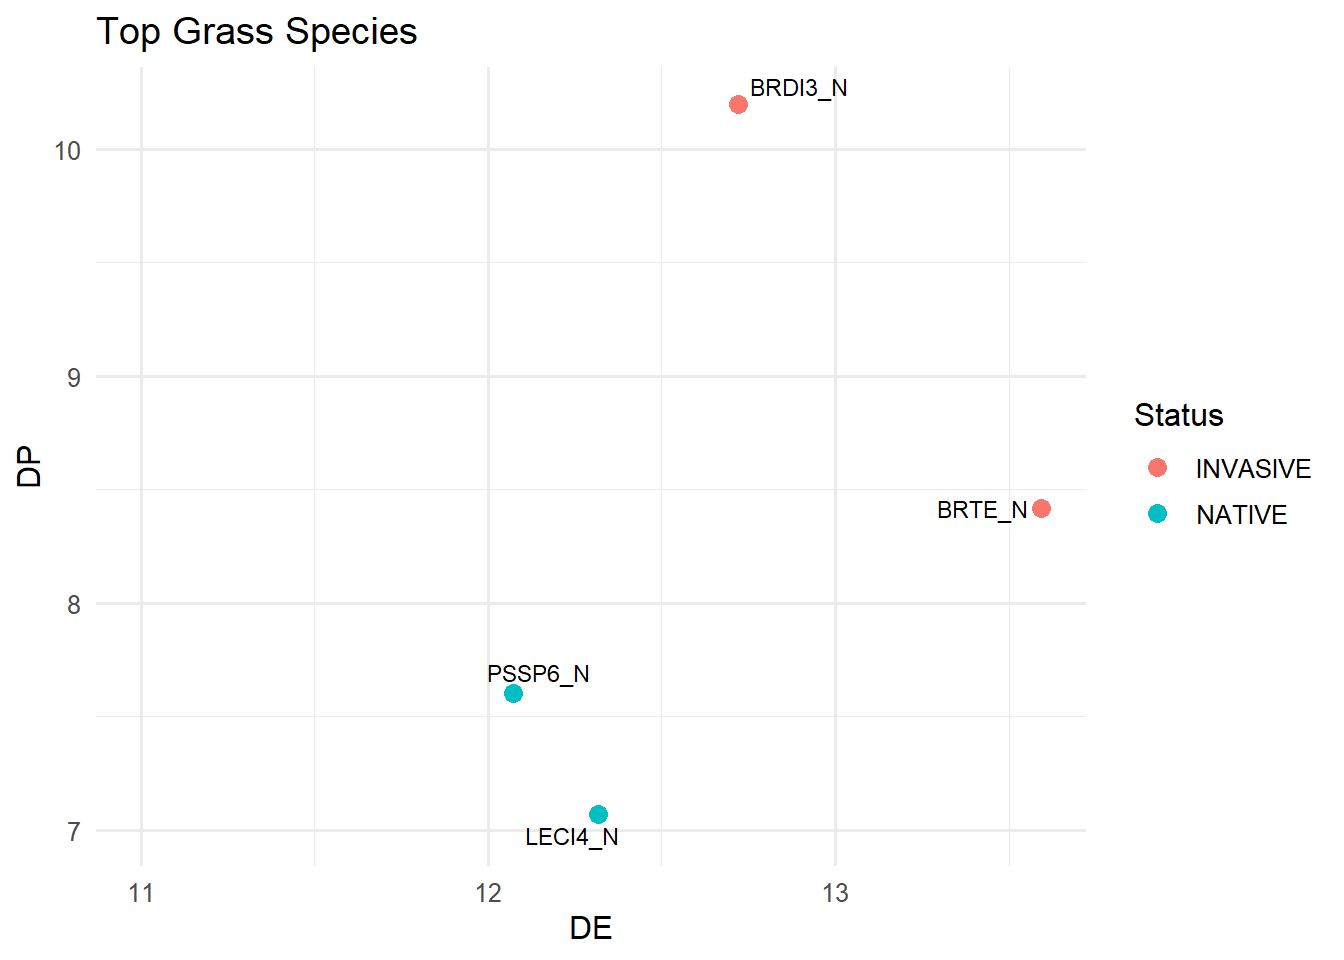 Top Grass Species
BRDI3_N
10
9
Status
INVASIVE
DP
BRTE_N
NATIVE
8
PSSP6_N
7
LECI4_N
11
12
13
DE